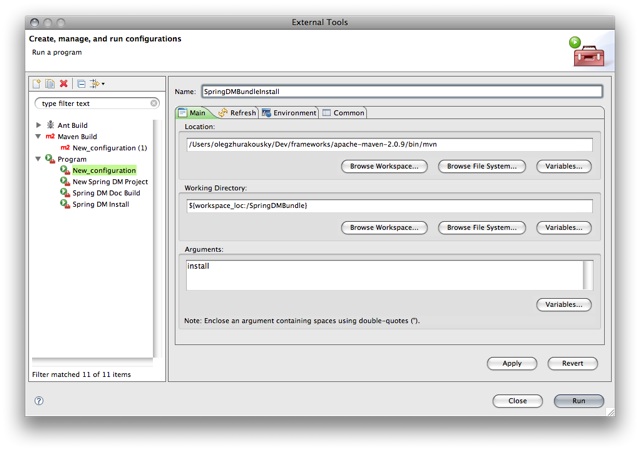 External Tools
Create, manage, and run configurations
Run a program
type filter text
Ant Build
Maven Build
m2 New_configuration (1)
Program
New_configuration
New Spring DM Project
Spring DM Doc Build
Spring DM Install
Filter matched 11 of 11 items
Name: SpringDMBundleInstall
Main Refresh Environment Common
Location:
/Users/olegzhurakousky/Dev/frameworks/apache-maven-2.0.9/bin/mvn
Browse Workspace... Browse File System... Variables...
Working Directory:
${workspace_loc:/SpringDMBundle}
Browse Workspace... Browse File System... Variables...
Arguments:
install
Variables...
Note: Enclose an argument containing spaces using double-quotes (").
Apply Revert
? Close Run